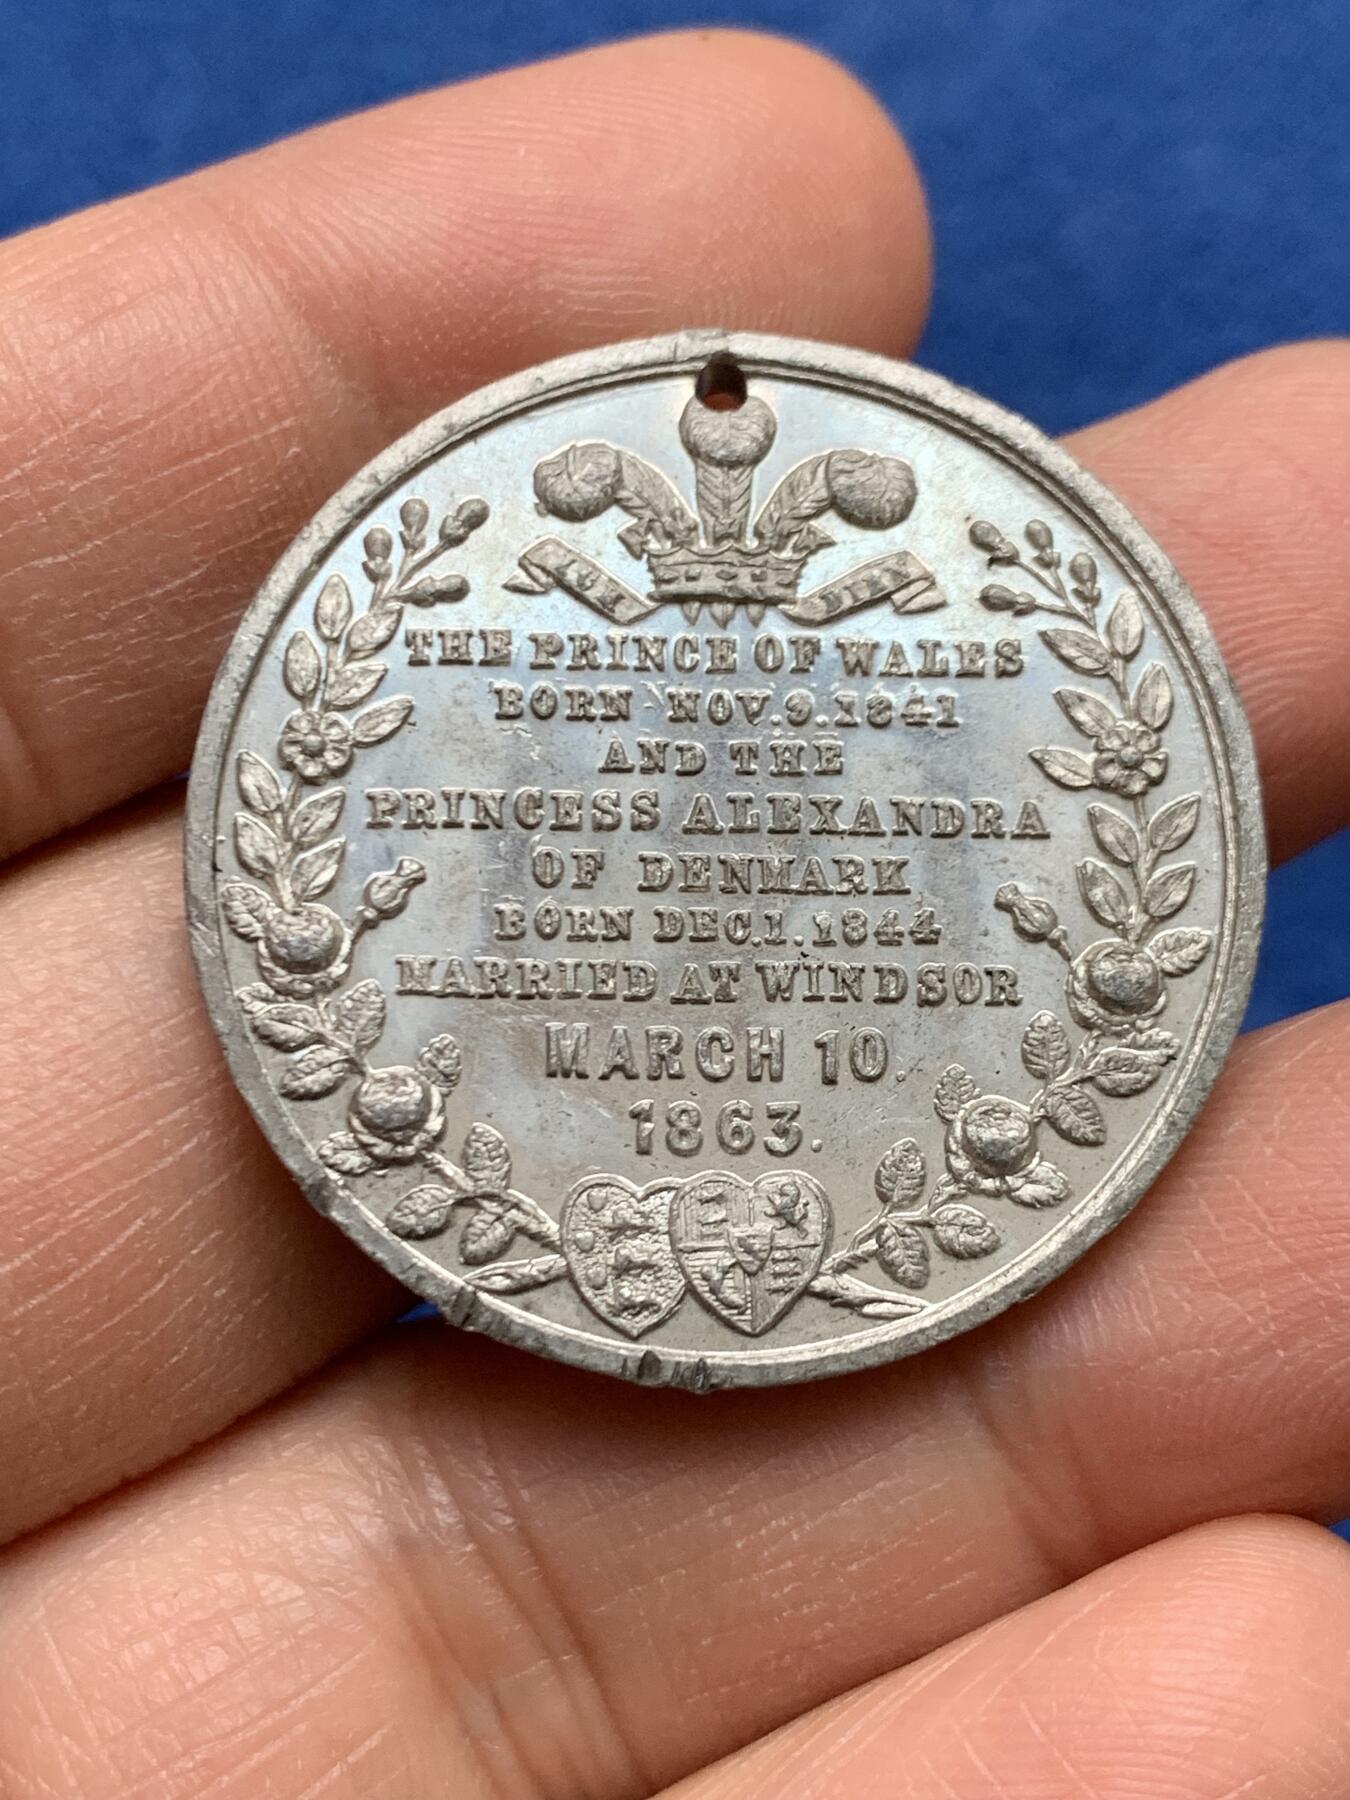 ICH DIEN
THE PRINCE OF WALES
BORN NOV. 9. 1841
AND THE
PRINCESS ALEXANDRA
OF DENMARK
BORN DEC. 1. 1844
MARRIED AT WINDSOR
MARCH 10.
1863.